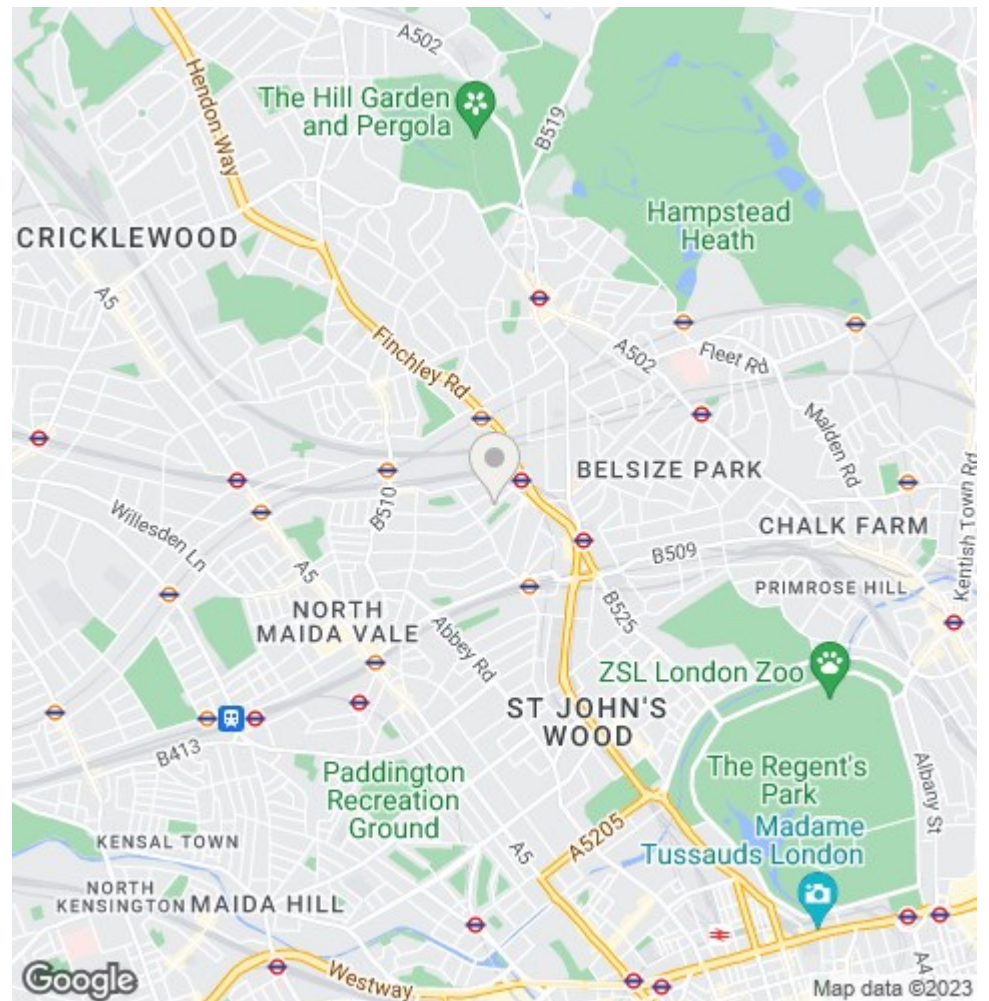 A502
The Hill Garden
and Pergola
B519
Hendon Way
Hampstead
Heath
CRICKLEWOOD
A5
Finchley Rd
A502
Fleet Rd
Malden Rd
BELSIZE PARK
B510
Willesden Ln
CHALK FARM
Kentish Town Rd
A5
B509
PRIMROSE HILL
NORTH
MAIDA VALE
Abbey Rd
B525
ZSL London Zoo
ST JOHN'S
WOOD
B413
The Regent's
Park
Albany St
Paddington
Recreation
Ground
A5205
Madame
Tussauds London
A5
KENSAL TOWN
NORTH
KENSINGTON
MAIDA HILL
Westway
A4
Google
Map data ©2023